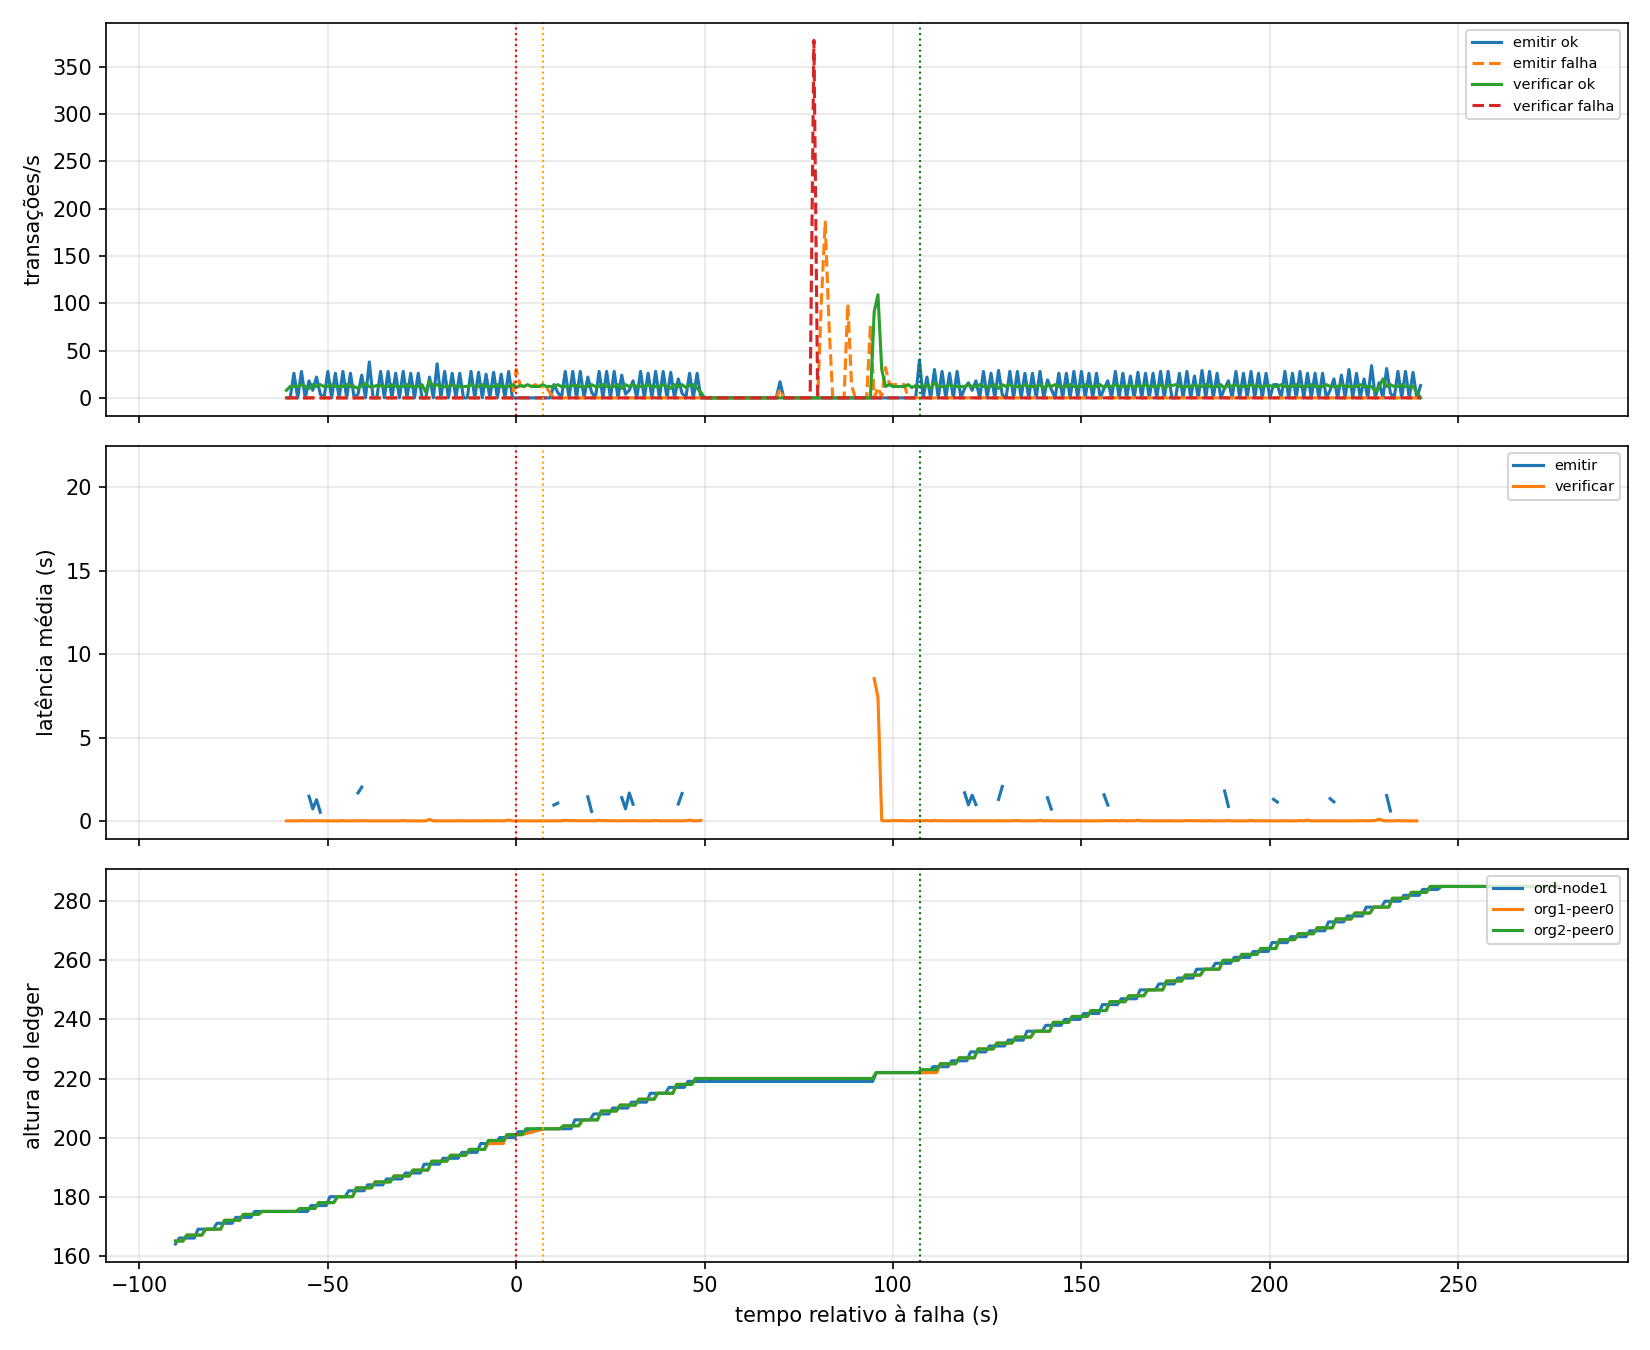 350
300
250
200
150
100
50
0
transações/s
emitir ok
emitir falha
verificar ok
verificar falha
20
15
10
5
0
latência média (s)
emitir
verificar
280
260
240
220
200
180
160
altura do ledger
ord-node1
org1-peer0
org2-peer0
−100 −50 0 50 100 150 200 250
tempo relativo à falha (s)